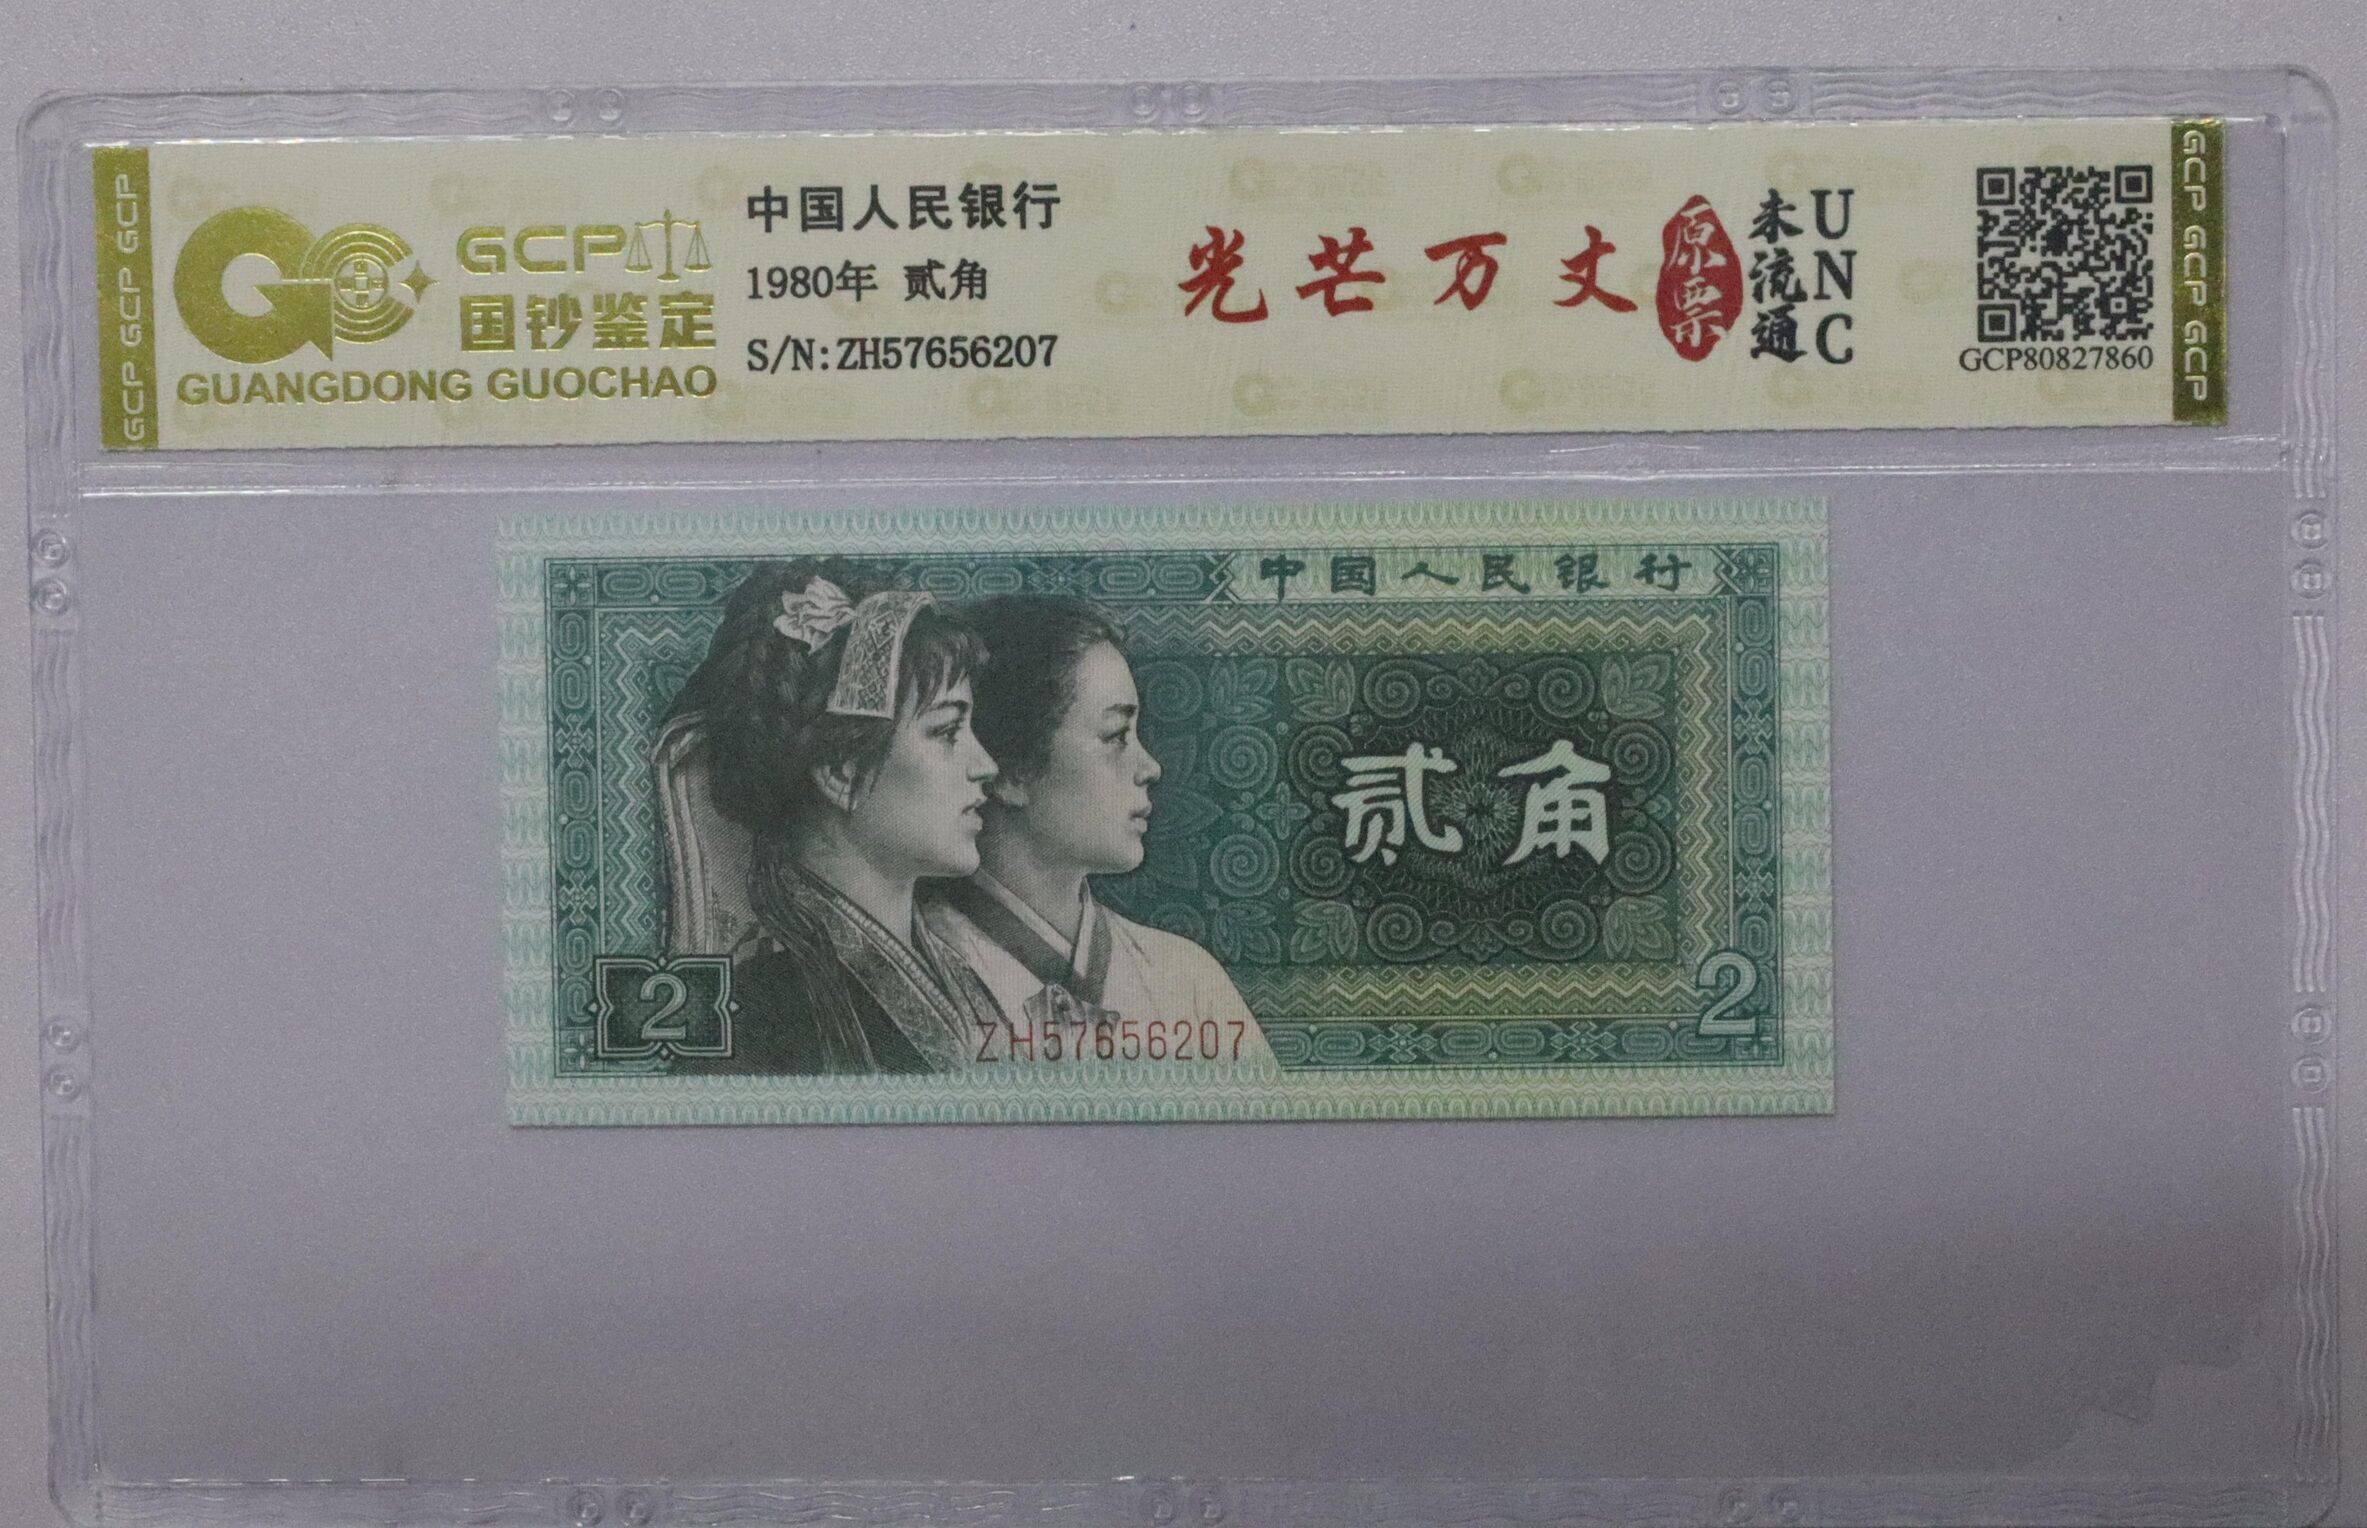 GCP GCP GCP
GCP
国钞鉴定
GUANGDONG GUOCHAO
中国人民银行
1980年 贰角
S/N:ZH57656207
光芒万丈
原票
未流通
UNC
GCP80827860
GCP GCP GCP
中国人民银行
贰角
2
2
ZH57656207